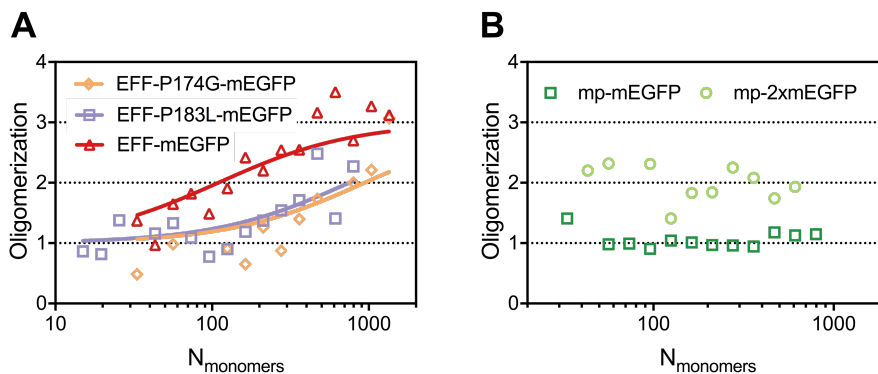 A
B
4
3
2
1
0
Oligomerization
EFF-P174G-mEGFP
EFF-P183L-mEGFP
EFF-mEGFP
10
100
1000
Nmonomers
4
3
2
1
0
Oligomerization
mp-mEGFP
mp-2xmEGFP
100
1000
Nmonomers